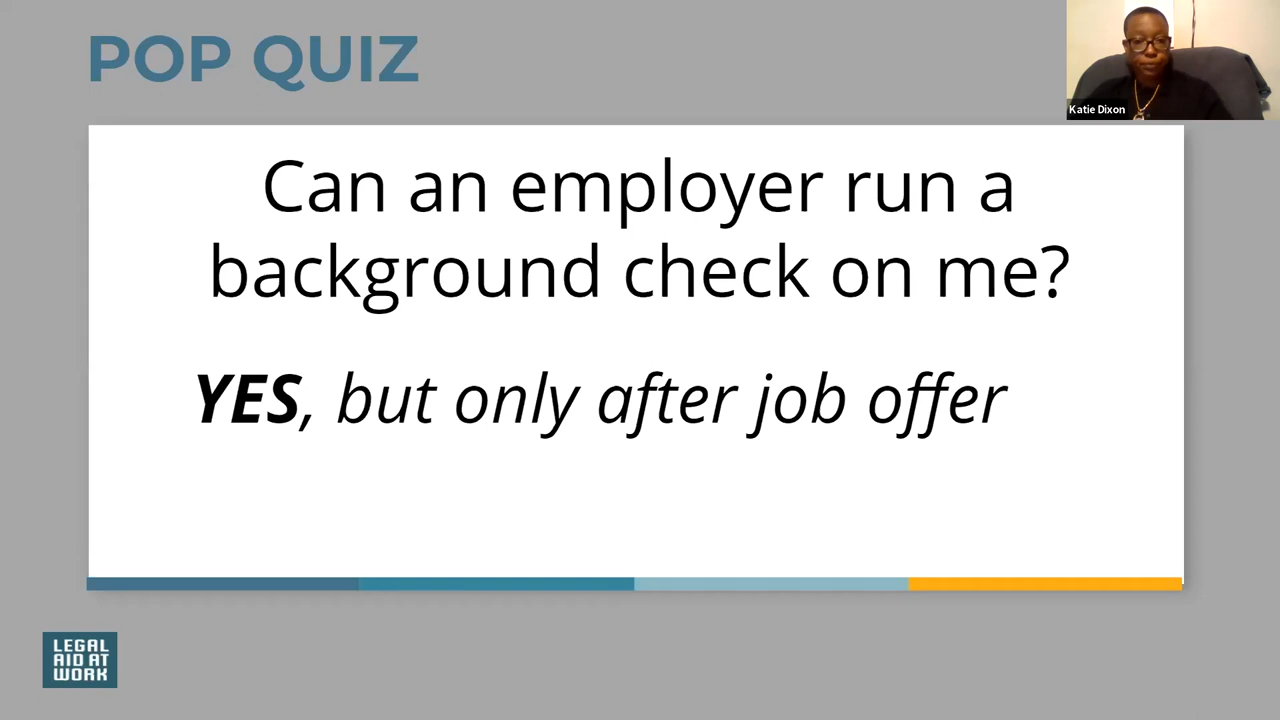 POP QUIZ
Katie Dixon
Can an employer run a
background check on me?
YES, but only after job offer
LEGAL
AID AT
WORK